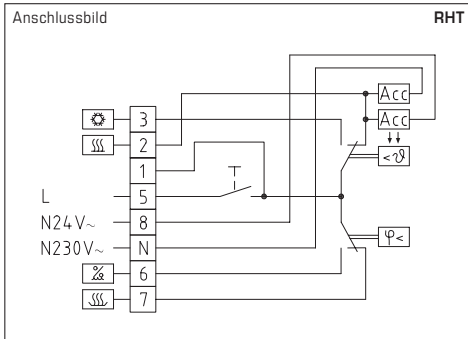 Anschlussbild RHT
Acc
3 Acc
2 <ϑ
1
L 5
N24V~ 8
N230V~ N φ<
% 6
7